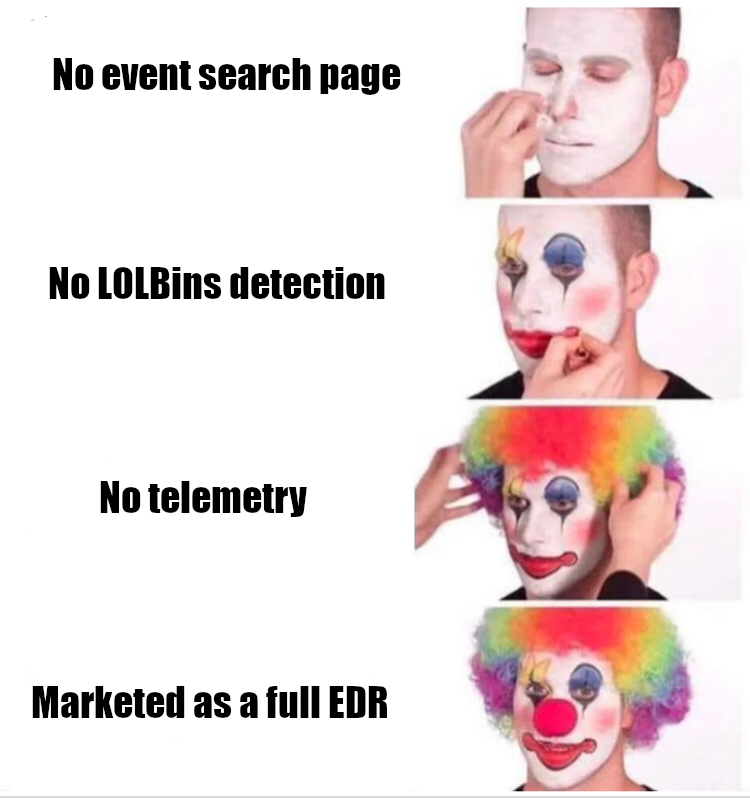 No event search page
No LOLBins detection
No telemetry
Marketed as a full EDR